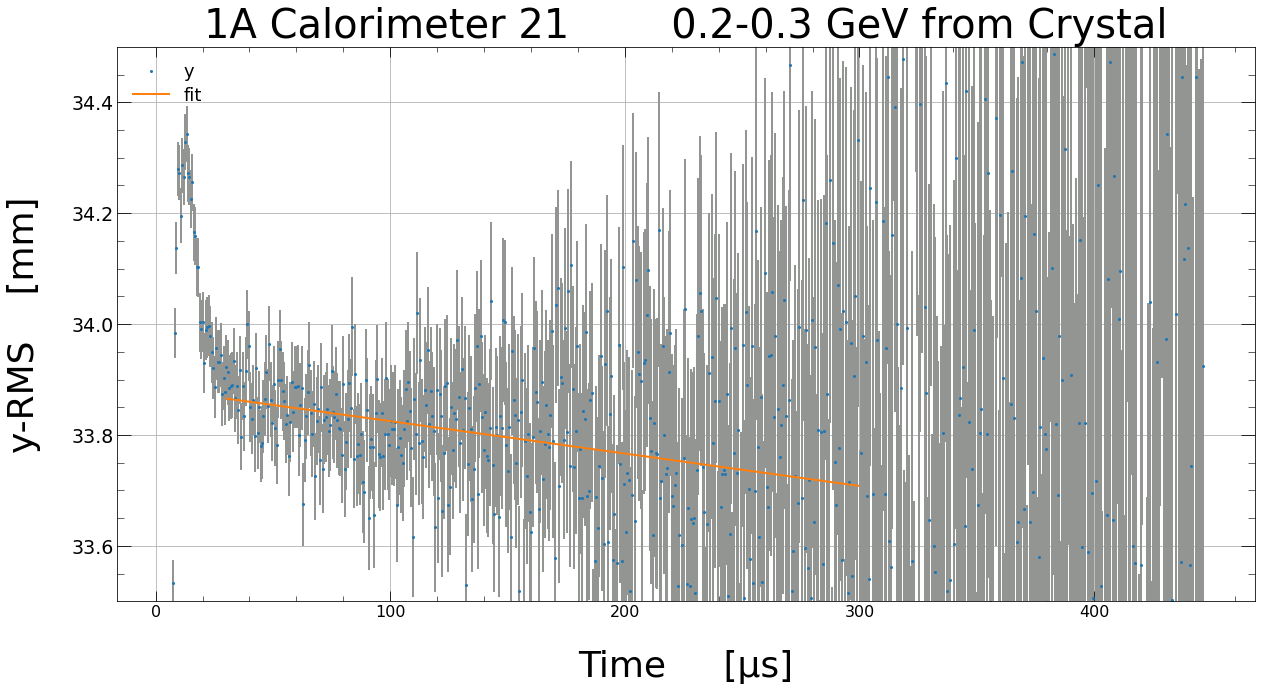 1A Calorimeter 21 0.2-0.3 GeV from Crystal
y
fit
34.4
34.2
34.0
33.8
33.6
y-RMS [mm]
0 100 200 300 400
Time [µs]